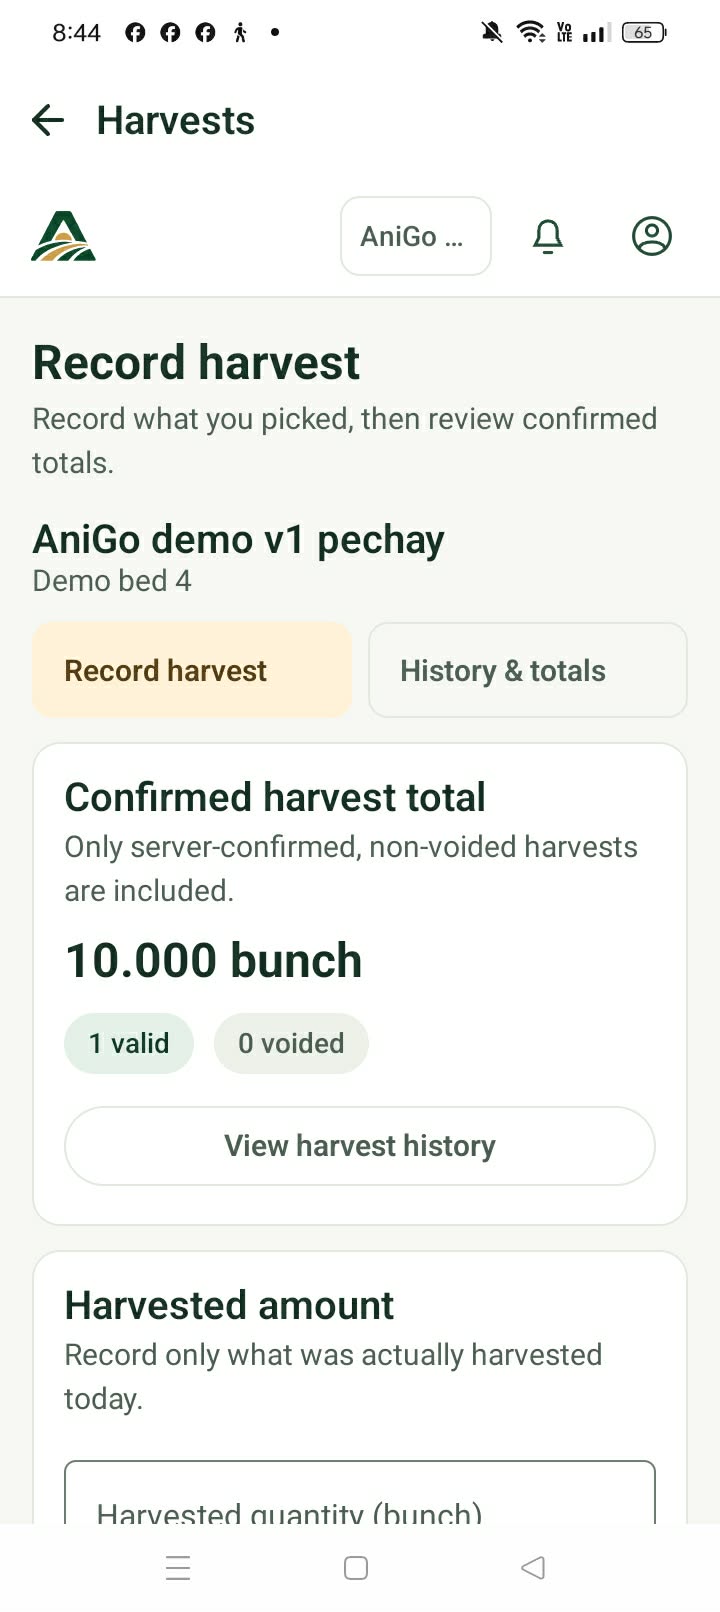 8:44
Vo
LTE
65
Harvests
AniGo ...
Record harvest
Record what you picked, then review confirmed
totals.
AniGo demo v1 pechay
Demo bed 4
Record harvest
History & totals
Confirmed harvest total
Only server-confirmed, non-voided harvests
are included.
10.000 bunch
1 valid
0 voided
View harvest history
Harvested amount
Record only what was actually harvested
today.
Harvested quantity (bunch)